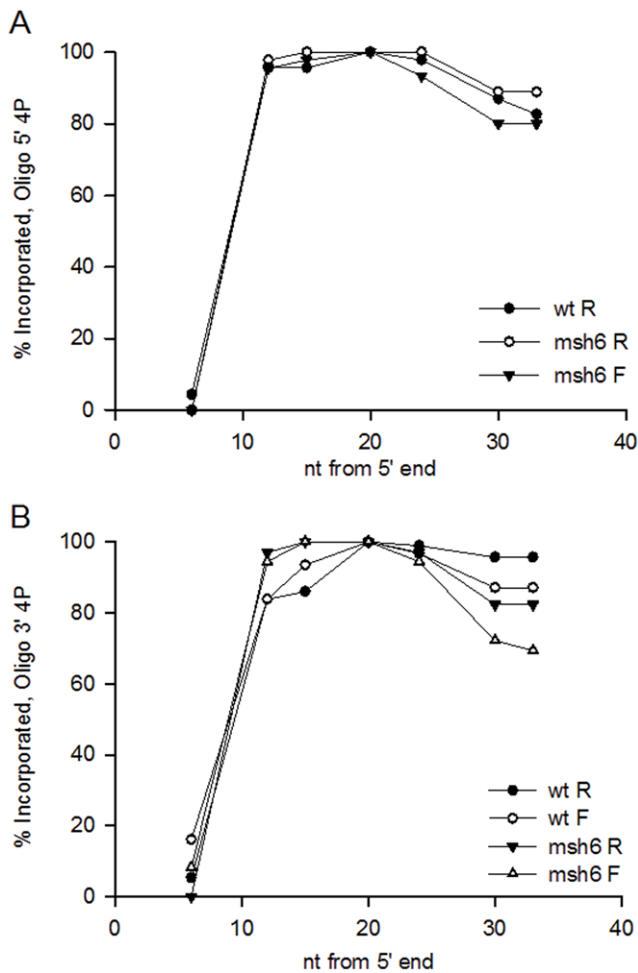 A
% Incorporated, Oligo 5' 4P
100
80
60
40
20
0
wt R
msh6 R
msh6 F
0 10 20 30 40
nt from 5' end
B
% Incorporated, Oligo 3' 4P
100
80
60
40
20
0
wt R
wt F
msh6 R
msh6 F
0 10 20 30 40
nt from 5' end